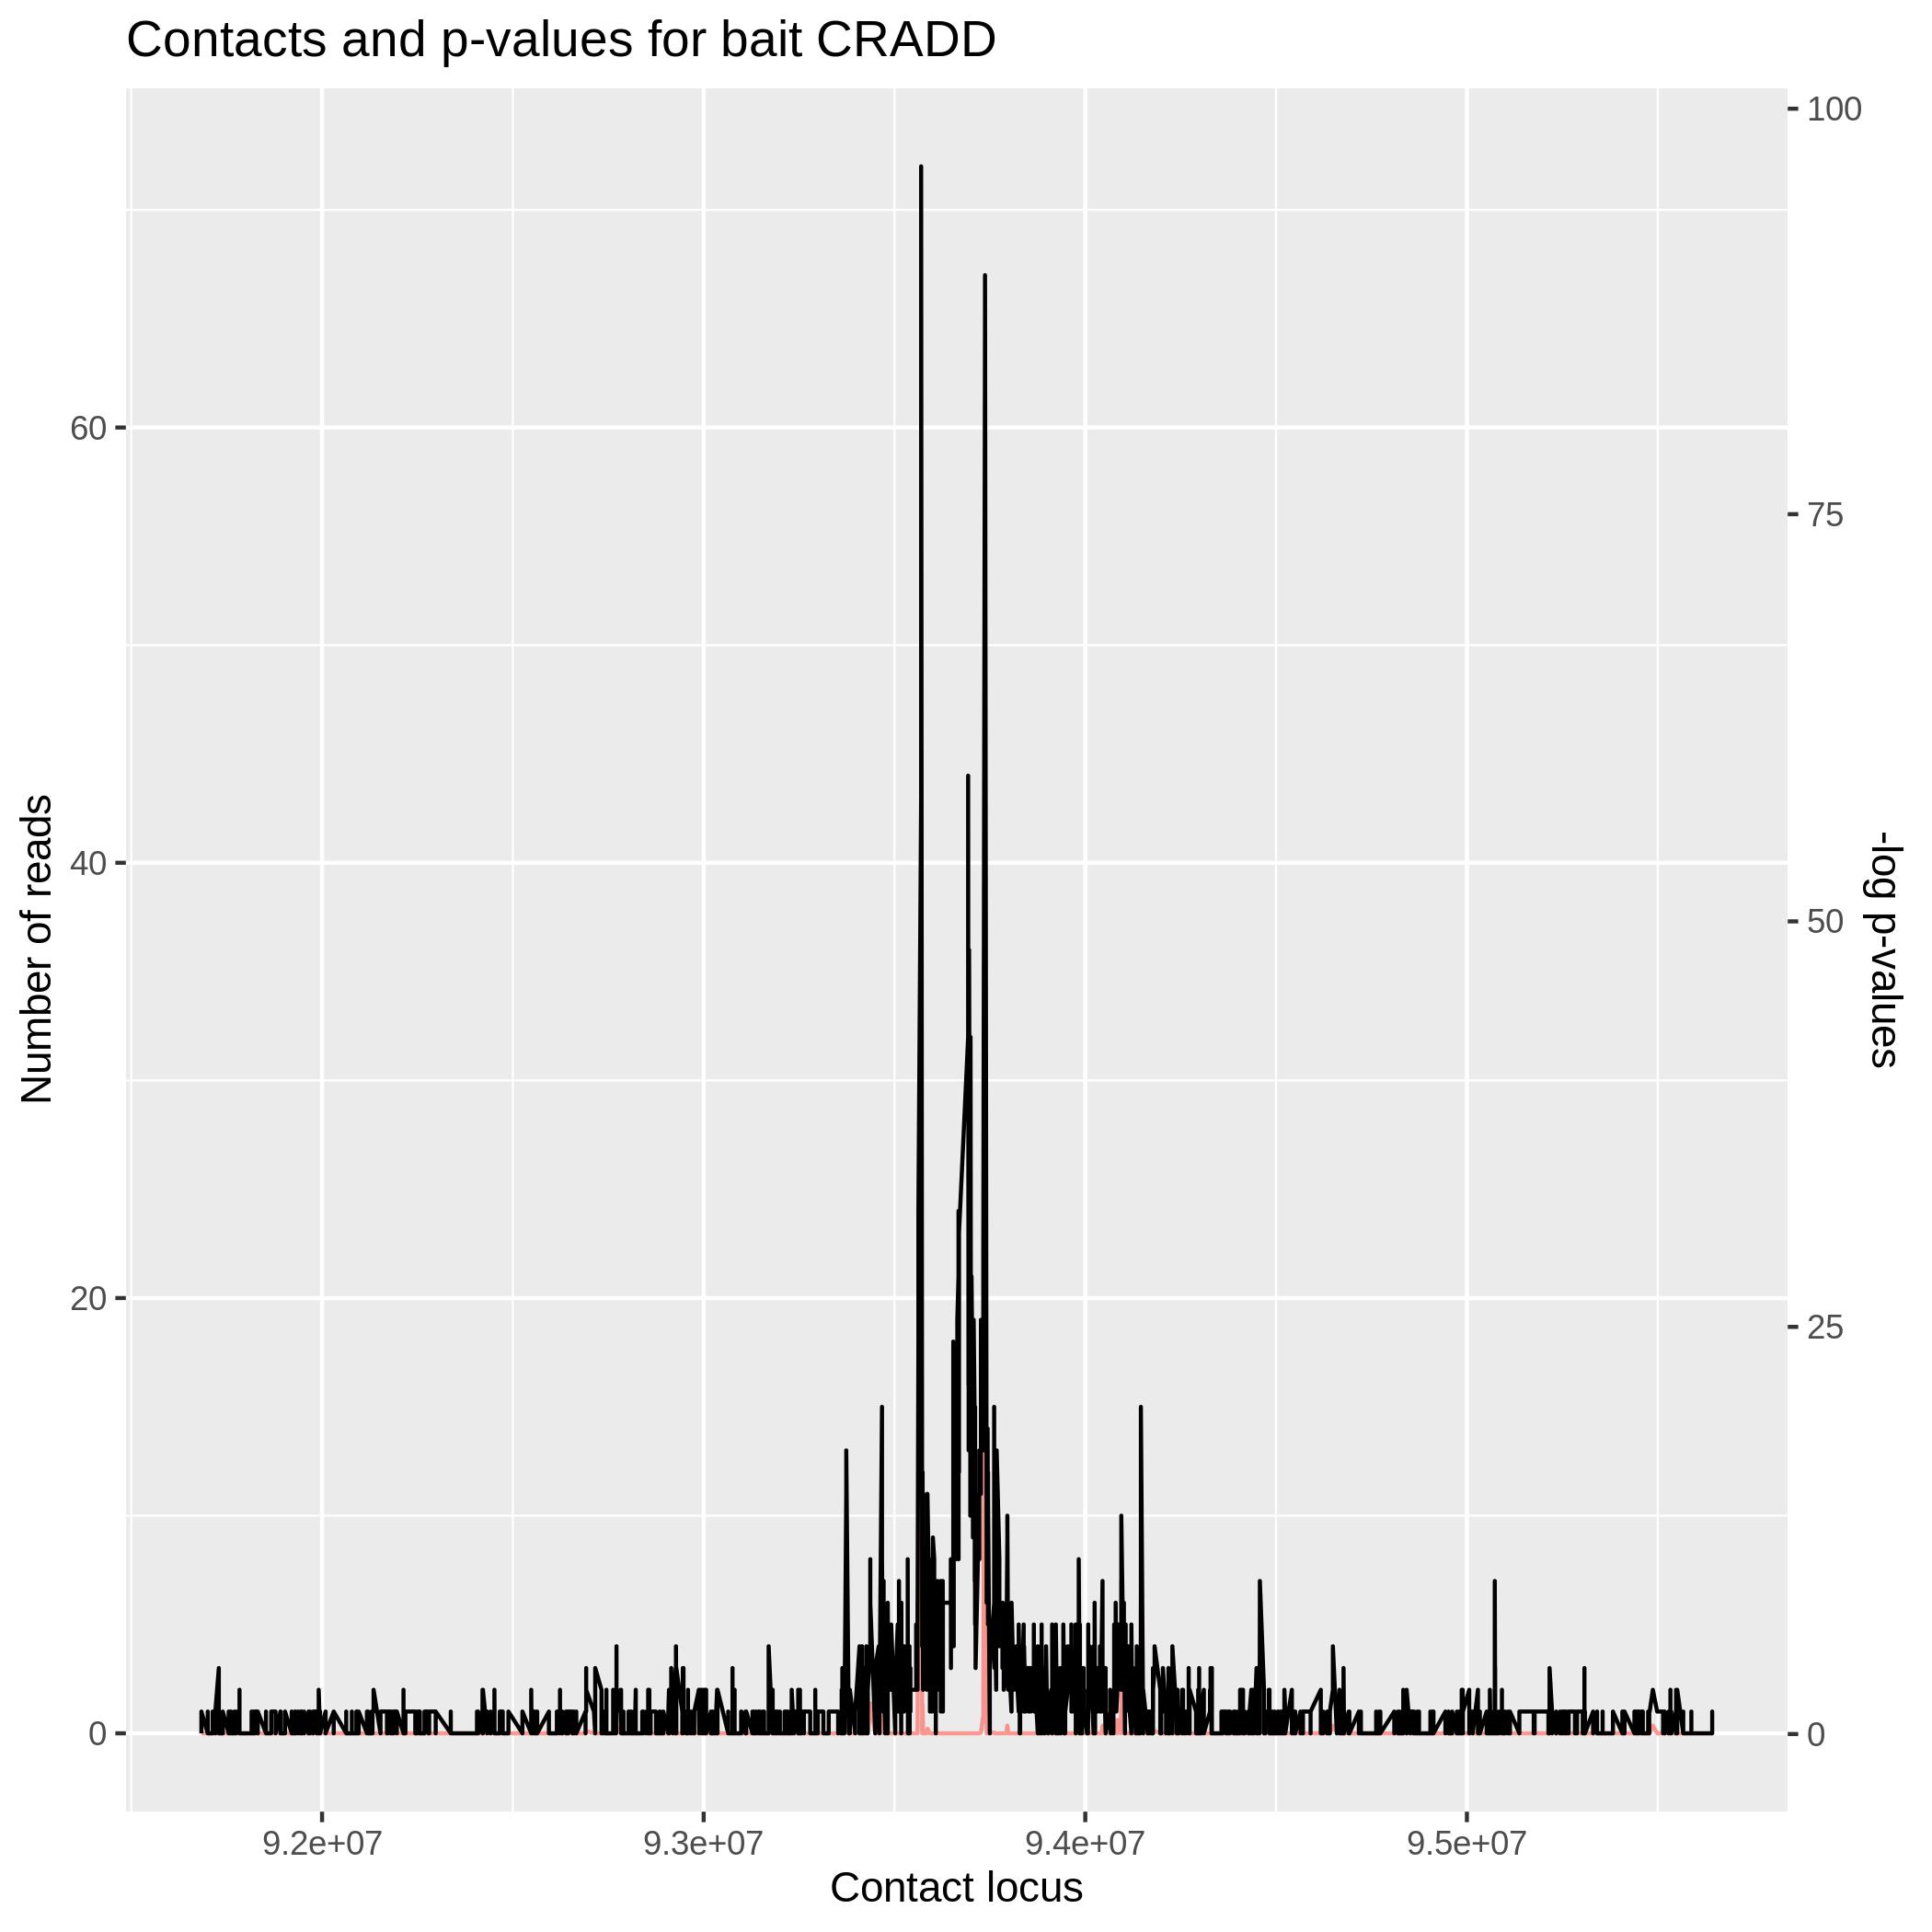 Contacts and p-values for bait CRADD
100
75
50
25
0
60
40
20
0
Number of reads
-log p-values
9.2e+07 9.3e+07 9.4e+07 9.5e+07
Contact locus